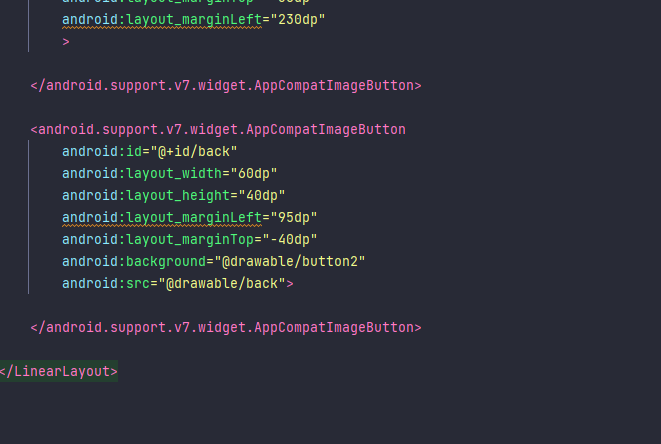 android:layout_marginLeft="230dp"
>
</android.support.v7.widget.AppCompatImageButton>
<android.support.v7.widget.AppCompatImageButton
android:id="@+id/back"
android:layout_width="60dp"
android:layout_height="40dp"
android:layout_marginLeft="95dp"
android:layout_marginTop="-40dp"
android:background="@drawable/button2"
android:src="@drawable/back">
</android.support.v7.widget.AppCompatImageButton>
</LinearLayout>